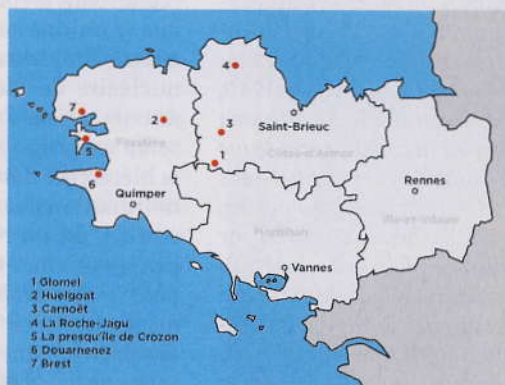 4
7
2
Saint-Brieuc
3
Finistère
5
Côtes-d'Armor
1
6
Rennes
Quimper
Ille-et-Vilaine
Morbihan
Vannes
1 Glomel
2 Huelgoat
3 Carnoët
4 La Roche-Jagu
5 La presqu'île de Crozon
6 Douarnenez
7 Brest